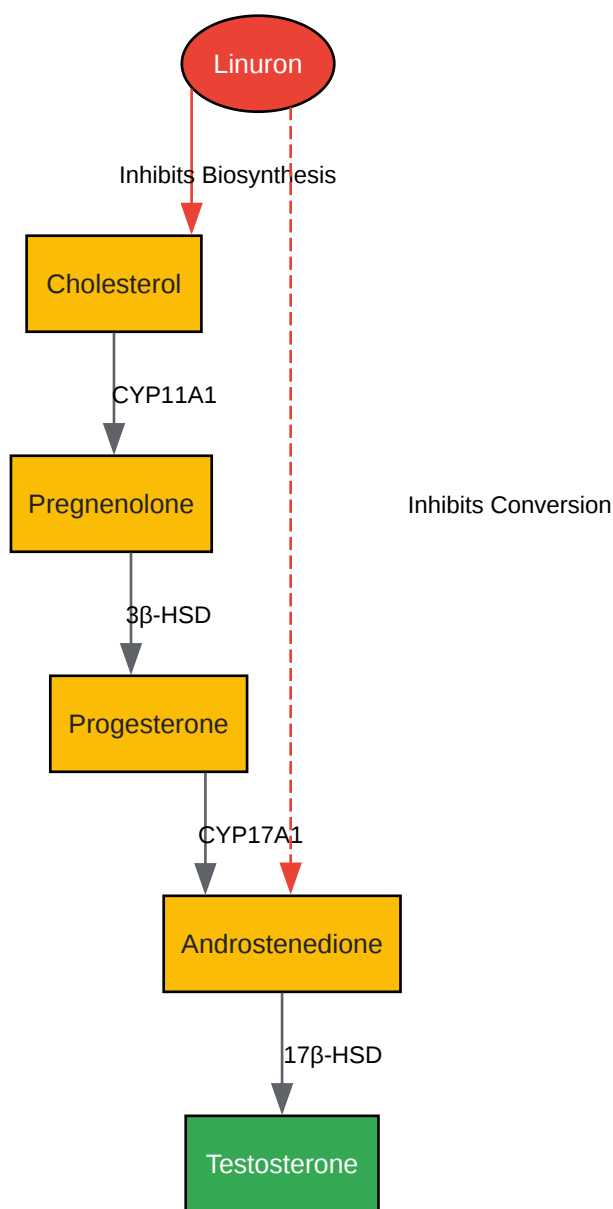 Linuron
Inhibits Biosynthesis
Cholesterol
CYP11A1
Pregnenolone
Inhibits Conversion
3β-HSD
Progesterone
CYP17A1
Androstenedione
17β-HSD
Testosterone